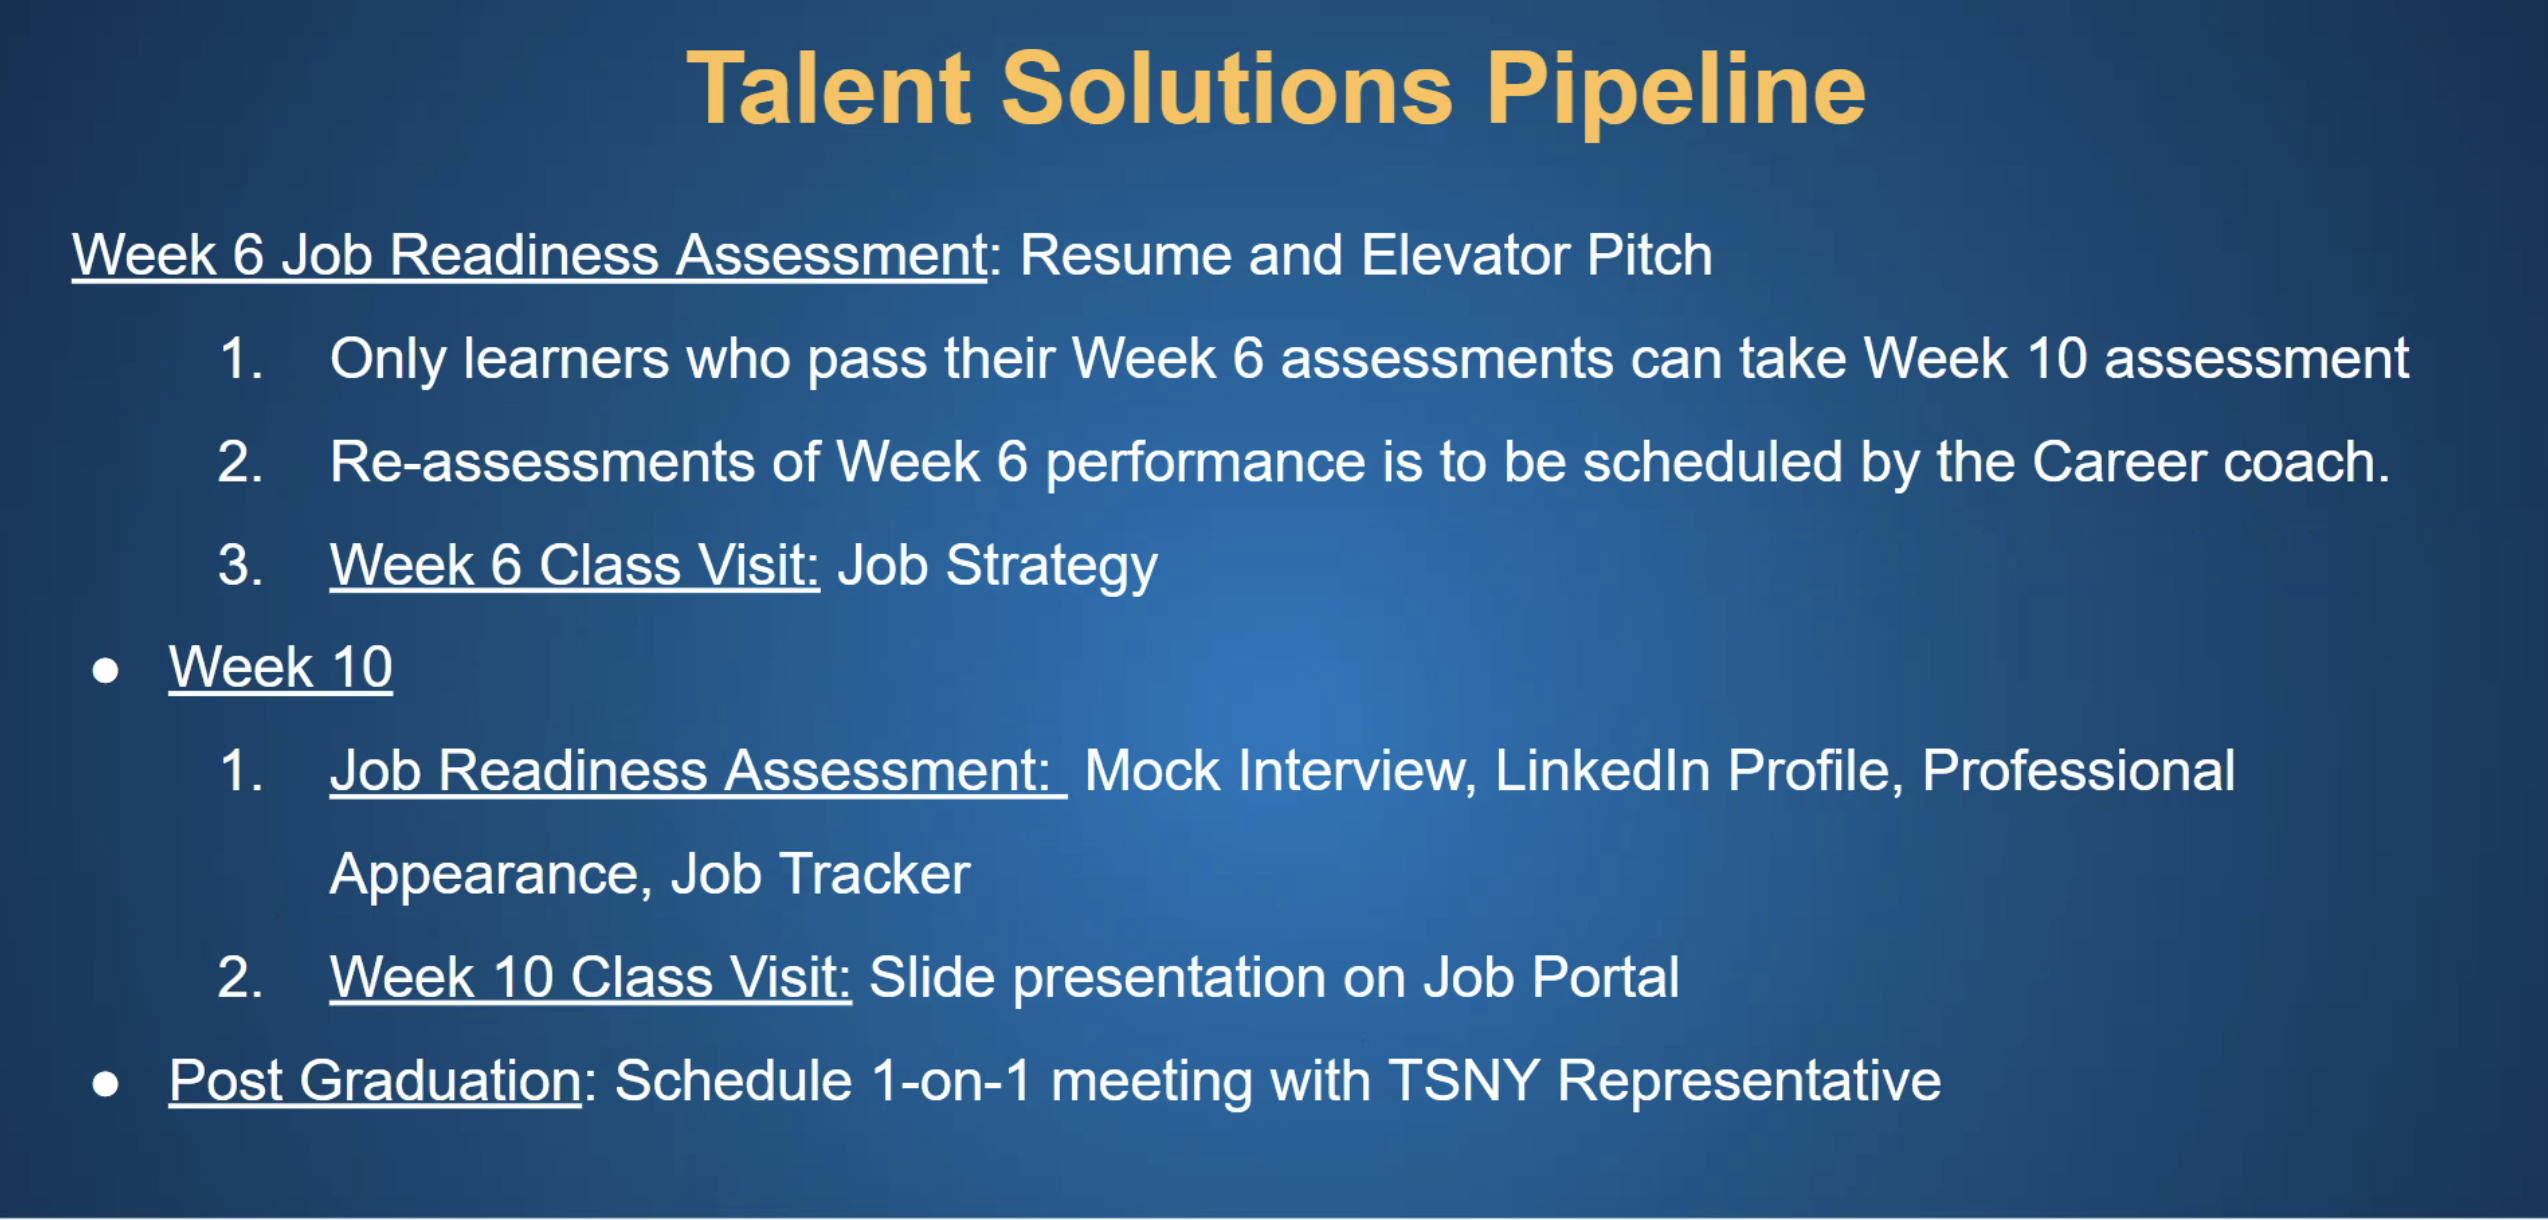 Talent Solutions Pipeline
Week 6 Job Readiness Assessment: Resume and Elevator Pitch
1. Only learners who pass their Week 6 assessments can take Week 10 assessment
2. Re-assessments of Week 6 performance is to be scheduled by the Career coach.
3. Week 6 Class Visit: Job Strategy
● Week 10
1. Job Readiness Assessment: Mock Interview, LinkedIn Profile, Professional
Appearance, Job Tracker
2. Week 10 Class Visit: Slide presentation on Job Portal
● Post Graduation: Schedule 1-on-1 meeting with TSNY Representative